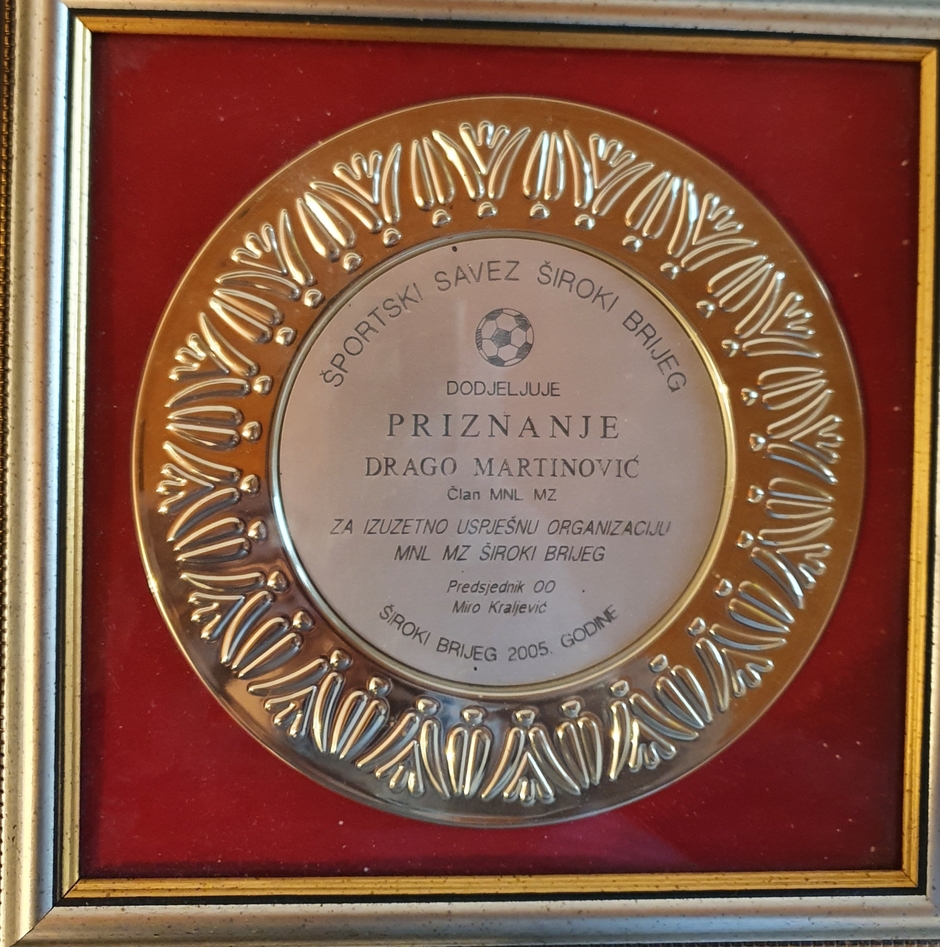 ŠPORTSKI SAVEZ ŠIROKI BRIJEG
DODJELJUJE
PRIZNANJE
DRAGO MARTINOVIĆ
Član MNL MZ
ZA IZUZETNO USPJEŠNU ORGANIZACIJU
MNL MZ ŠIROKI BRIJEG
Predsjednik OO
Miro Kraljević
ŠIROKI BRIJEG 2005. GODINE